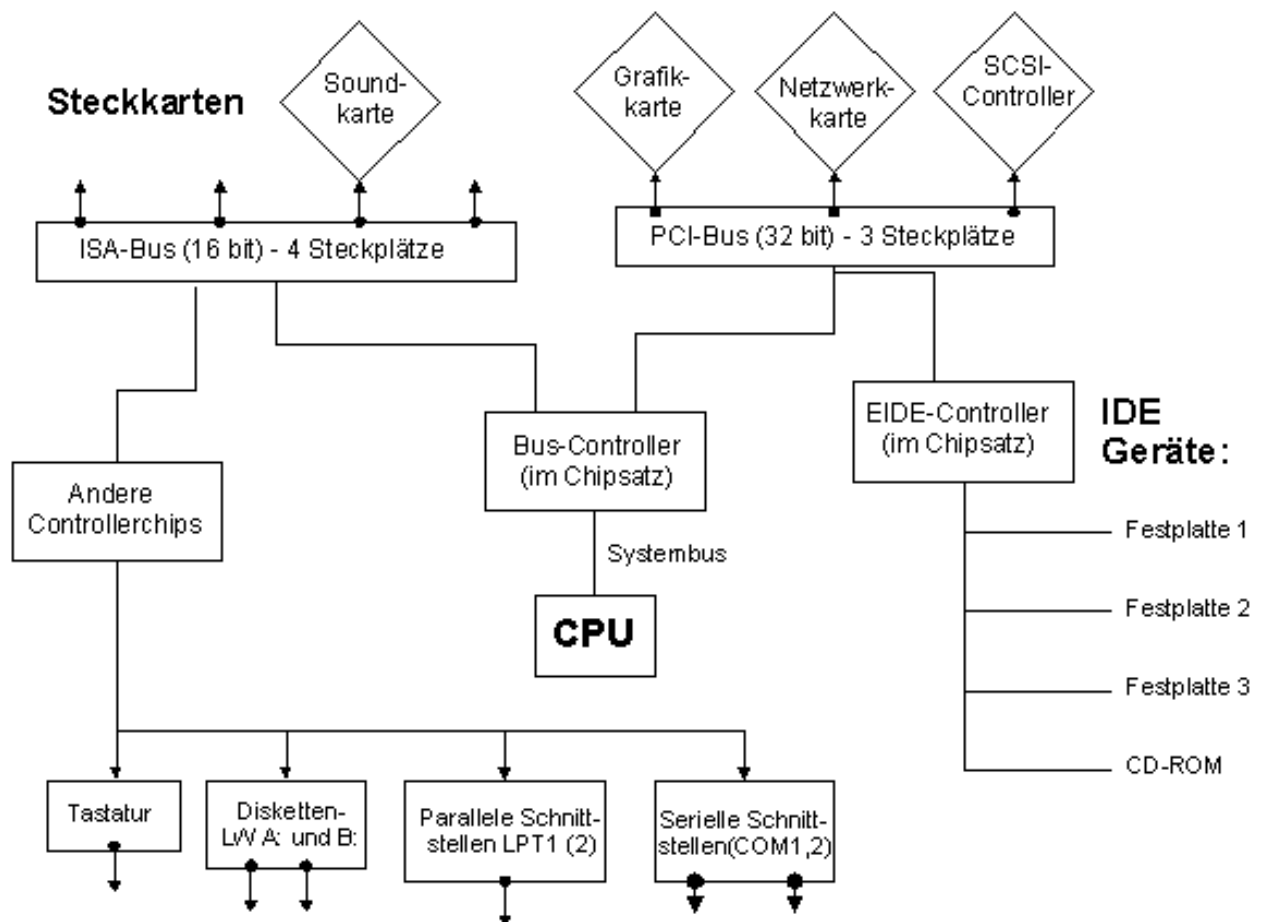 Steckkarten
Sound-
karte
Grafik-
karte
Netzwerk-
karte
SCSI-
Controller
ISA-Bus (16 bit) - 4 Steckplätze
PCI-Bus (32 bit) - 3 Steckplätze
Andere
Controllerchips
Bus-Controller
(im Chipsatz)
EIDE-Controller
(im Chipsatz)
IDE
Geräte:
Systembus
CPU
Festplatte 1
Festplatte 2
Festplatte 3
CD-ROM
Tastatur
Disketten-
LW A: und B:
Parallele Schnitt-
stellen LPT1 (2)
Serielle Schnitt-
stellen(COM1,2)